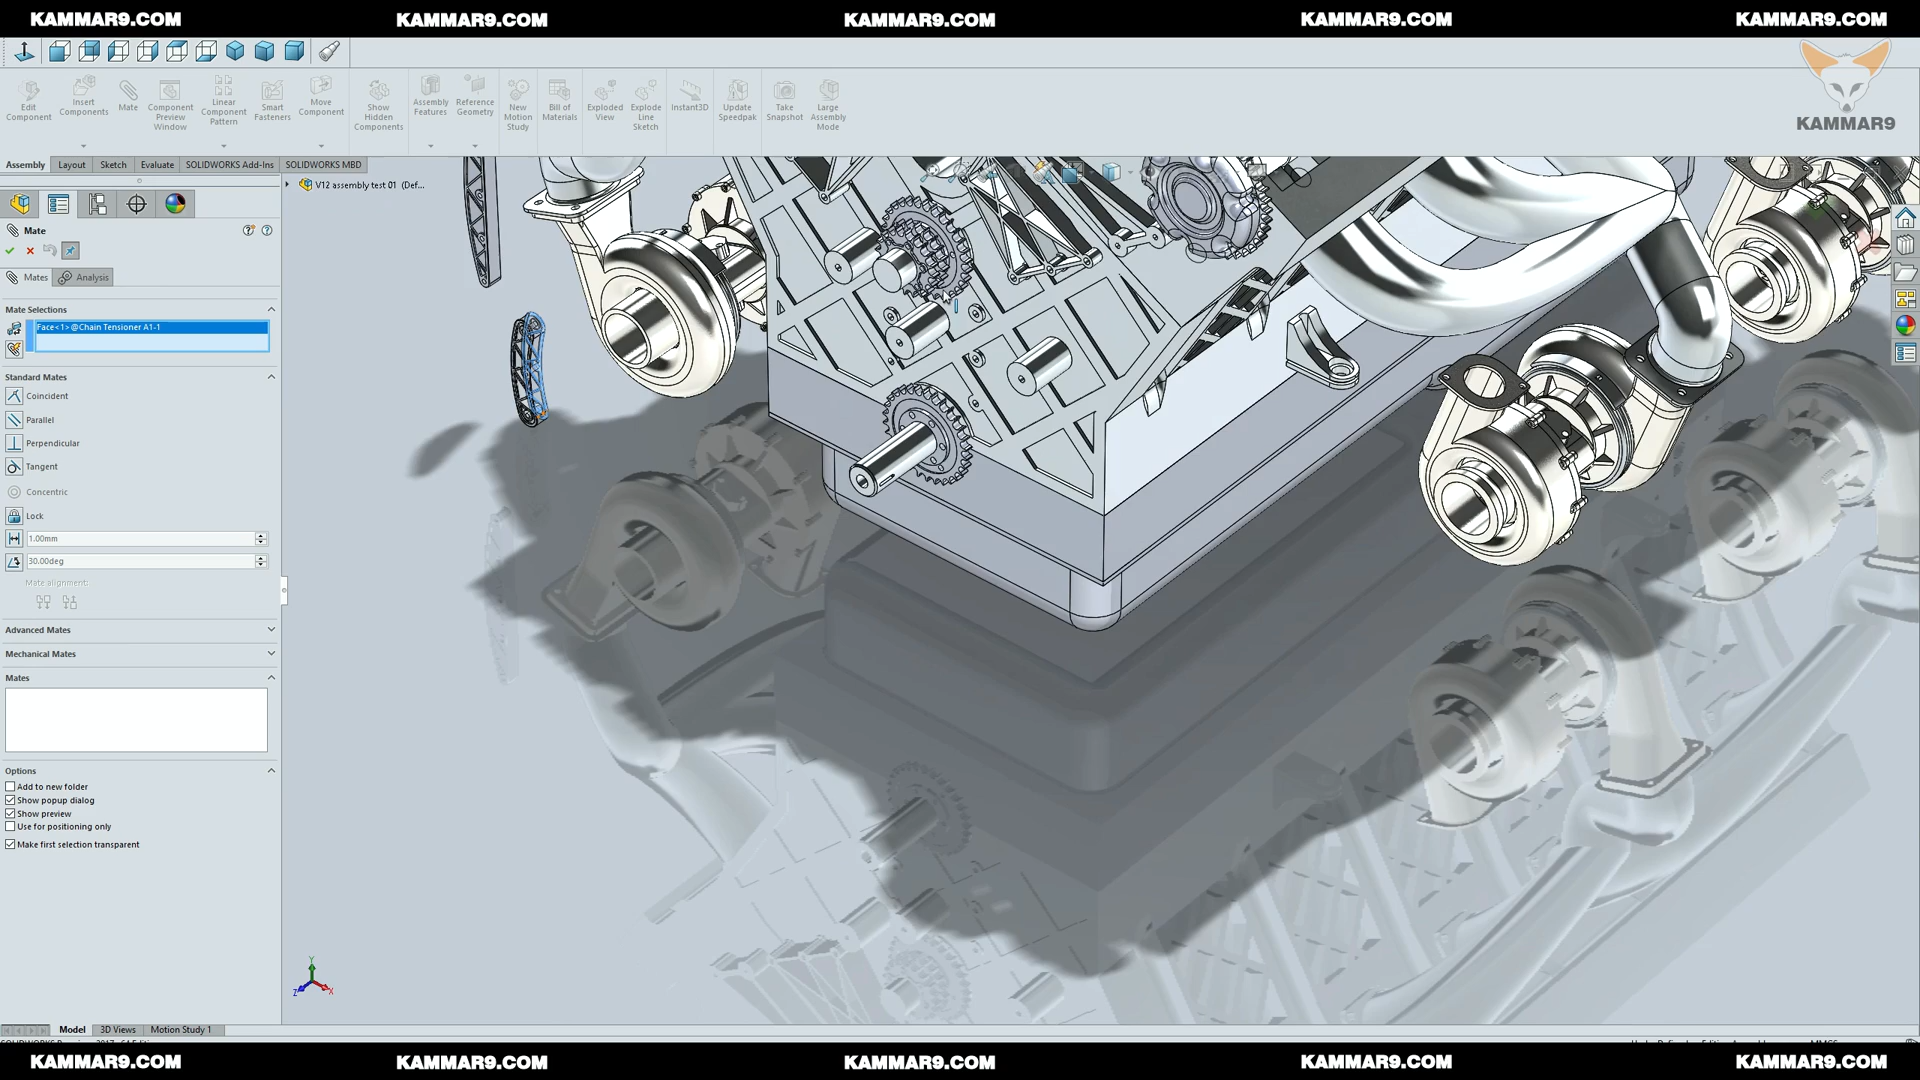 KAMMAR9.COM KAMMAR9.COM KAMMAR9.COM KAMMAR9.COM KAMMAR9.COM
KAMMAR9
Edit Component
Insert Components
Mate
Component Preview Window
Linear Component Pattern
Smart Fasteners
Move Component
Show Hidden Components
Assembly Features
Reference Geometry
New Motion Study
Bill of Materials
Exploded View
Explode Line Sketch
Instant3D
Update Speedpak
Take Snapshot
Large Assembly Mode
Assembly Layout Sketch Evaluate SOLIDWORKS Add-Ins SOLIDWORKS MBD
V12 assembly test 01 (Def...
Mate
Mates Analysis
Mate Selections
Face<1>@Chain Tensioner A1-1
Standard Mates
Coincident
Parallel
Perpendicular
Tangent
Concentric
Lock
1.00mm
30.00deg
Mate alignment:
Advanced Mates
Mechanical Mates
Mates
Options
Add to new folder
Show popup dialog
Show preview
Use for positioning only
Make first selection transparent
Y
Z X
Model 3D Views Motion Study 1
KAMMAR9.COM KAMMAR9.COM KAMMAR9.COM KAMMAR9.COM KAMMAR9.COM